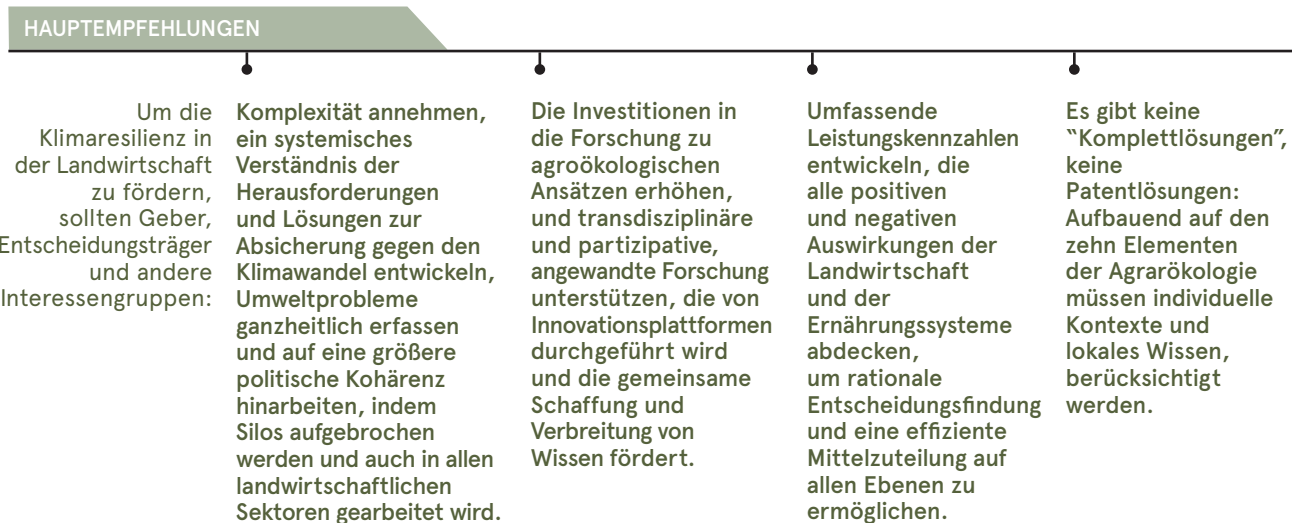 HAUPTEMPFEHLUNGEN
Um die
Klimaresilienz in
der Landwirtschaft
zu fördern,
sollten Geber,
Entscheidungsträger
und andere
Interessengruppen:
Komplexität annehmen,
ein systemisches
Verständnis der
Herausforderungen
und Lösungen zur
Absicherung gegen den
Klimawandel entwickeln,
Umweltprobleme
ganzheitlich erfassen
und auf eine größere
politische Kohärenz
hinarbeiten, indem
Silos aufgebrochen
werden und auch in allen
landwirtschaftlichen
Sektoren gearbeitet wird.
Die Investitionen in
die Forschung zu
agroökologischen
Ansätzen erhöhen,
und transdisziplinäre
und partizipative,
angewandte Forschung
unterstützen, die von
Innovationsplattformen
durchgeführt wird
und die gemeinsame
Schaffung und
Verbreitung von
Wissen fördert.
Umfassende
Leistungskennzahlen
entwickeln, die
alle positiven
und negativen
Auswirkungen der
Landwirtschaft
und der
Ernährungssysteme
abdecken,
um rationale
Entscheidungsfindung
und eine effiziente
Mittelzuteilung auf
allen Ebenen zu
ermöglichen.
Es gibt keine
“Komplettlösungen”,
keine
Patentlösungen:
Aufbauend auf den
zehn Elementen
der Agrarökologie
müssen individuelle
Kontexte und
lokales Wissen,
berücksichtigt
werden.